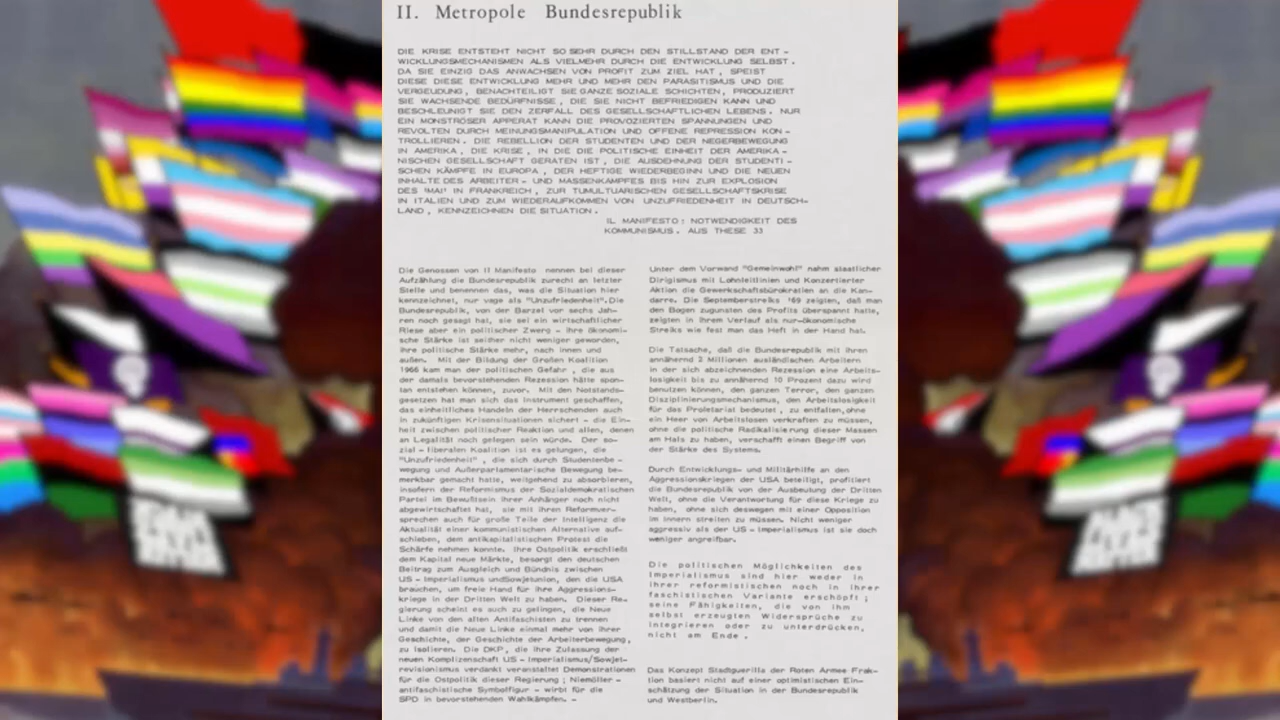 II. Metropole Bundesrepublik
DIE KRISE ENTSTEHT NICHT SO SEHR DURCH DEN STILLSTAND DER ENT -
WICKLUNGSMECHANISMEN ALS VIELMEHR DURCH DIE ENTWICKLUNG SELBST.
DA SIE EINZIG DAS ANWACHSEN VON PROFIT ZUM ZIEL HAT, SPEIST
DIESE DIESE ENTWICKLUNG MEHR UND MEHR DEN PARASITISMUS UND DIE
VERGEUDUNG, BENACHTEILIGT SIE GANZE SOZIALE SCHICHTEN, PRODUZIERT
SIE WACHSENDE BEDÜRFNISSE, DIE SIE NICHT BEFRIEDIGEN KANN UND
BESCHLEUNIGT SIE DEN ZERFALL DES GESELLSCHAFTLICHEN LEBENS. NUR
EIN MONSTRÖSER APPERAT KANN DIE PROVOZIERTEN SPANNUNGEN UND
REVOLTEN DURCH MEINUNGSMANIPULATION UND OFFENE REPRESSION KON -
TROLLIEREN. DIE REBELLION DER STUDENTEN UND DER NEGERBEWEGUNG
IN AMERIKA, DIE KRISE, IN DIE DIE POLITISCHE EINHEIT DER AMERIKA -
NISCHEN GESELLSCHAFT GERATEN IST, DIE AUSDEHNUNG DER STUDENTI -
SCHEN KÄMPFE IN EUROPA, DER HEFTIGE WIEDERBEGINN UND DIE NEUEN
INHALTE DES ARBEITER - UND MASSENKAMPFES BIS HIN ZUR EXPLOSION
DES 'MAI' IN FRANKREICH, ZUR TUMULTUARISCHEN GESELLSCHAFTSKRISE
IN ITALIEN UND ZUM WIEDERAUFKOMMEN VON UNZUFRIEDENHEIT IN DEUTSCH-
LAND, KENNZEICHNEN DIE SITUATION.
IL MANIFESTO: NOTWENDIGKEIT DES
KOMMUNISMUS. AUS THESE 33
Die Genossen von Il Manifesto nennen bei dieser
Aufzählung die Bundesrepublik zurecht an letzter
Stelle und benennen das, was die Situation hier
kennzeichnet, nur vage als "Unzufriedenheit". Die
Bundesrepublik, von der Barzel vor sechs Jah-
ren noch gesagt hat, sie sei ein wirtschaftlicher
Riese aber ein politischer Zwerg - ihre ökonomi-
sche Stärke ist seither nicht weniger geworden,
ihre politische Stärke mehr, nach innen und
außen. Mit der Bildung der Großen Koalition
1966 kam man der politischen Gefahr, die aus
der damals bevorstehenden Rezession hätte spon-
tan entstehen können, zuvor. Mit den Notstands-
gesetzen hat man sich das Instrument geschaffen,
das einheitliches Handeln der Herrschenden auch
in zukünftigen Krisensituationen sichert - die Ein-
heit zwischen politischer Reaktion und allen, denen
an Legalität noch gelegen sein würde. Der so-
zial - liberalen Koalition ist es gelungen, die
"Unzufriedenheit", die sich durch Studentenbe -
wegung und Außerparlamentarische Bewegung be-
merkbar gemacht hatte, weitgehend zu absorbieren,
insofern der Reformismus der Sozialdemokratischen
Partei im Bewußtsein ihrer Anhänger noch nicht
abgewirtschaftet hat, sie mit ihren Reformver-
sprechen auch für große Teile der Intelligenz die
Aktualität einer kommunistischen Alternative auf-
schieben, dem antikapitalistischen Protest die
Schärfe nehmen konnte. Ihre Ostpolitik erschließt
dem Kapital neue Märkte, besorgt den deutschen
Beitrag zum Ausgleich und Bündnis zwischen
US - Imperialismus undSowjetunion, den die USA
brauchen, um freie Hand für ihre Aggressions-
kriege in der Dritten Welt zu haben. Dieser Re-
gierung scheint es auch zu gelingen, die Neue
Linke von den alten Antifaschisten zu trennen
und damit die Neue Linke einmal mehr von ihrer
Geschichte, der Geschichte der Arbeiterbewegung,
zu isolieren. Die DKP, die ihre Zulassung der
neuen Komplizenschaft US - Imperialismus/Sowjet-
revisionismus verdankt veranstaltet Demonstrationen
für die Ostpolitik dieser Regierung; Niemöller -
antifaschistische Symbolfigur - wirbt für die
SPD in bevorstehenden Wahlkämpfen. -
Unter dem Vorwand "Gemeinwohl" nahm staatlicher
Dirigismus mit Lohnleitlinien und Konzertierter
Aktion die Gewerkschaftsbürokratien an die Kan-
darre. Die Septemberstreiks '69 zeigten, daß man
den Bogen zugunsten des Profits überspannt hatte,
zeigten in ihrem Verlauf als nur-ökonomische
Streiks wie fest man das Heft in der Hand hat.
Die Tatsache, daß die Bundesrepublik mit ihren
annähernd 2 Millionen ausländischen Arbeitern
in der sich abzeichnenden Rezession eine Arbeits-
losigkeit bis zu annähernd 10 Prozent dazu wird
benutzen können, den ganzen Terror, den ganzen
Disziplinierungsmechanismus, den Arbeitslosigkeit
für das Proletariat bedeutet, zu entfalten, ohne
ein Heer von Arbeitslosen verkraften zu müssen,
ohne die politische Radikalisierung dieser Massen
am Hals zu haben, verschafft einen Begriff von
der Stärke des Systems.
Durch Entwicklungs- und Militärhilfe an den
Aggressionskriegen der USA beteiligt, profitiert
die Bundesrepublik von der Ausbeutung der Dritten
Welt, ohne die Verantwortung für diese Kriege zu
haben, ohne sich deswegen mit einer Opposition
im Innern streiten zu müssen. Nicht weniger
aggressiv als der US - Imperialismus ist sie doch
weniger angreifbar.
Die politischen Möglichkeiten des
Imperialismus sind hier weder in
ihrer reformistischen noch in ihrer
faschistischen Variante erschöpft;
seine Fähigkeiten, die von ihm
selbst erzeugten Widersprüche zu
integrieren oder zu unterdrücken,
nicht am Ende.
Das Konzept Stadtguerilla der Roten Armee Frak-
tion basiert nicht auf einer optimistischen Ein-
schätzung der Situation in der Bundesrepublik
und Westberlin.